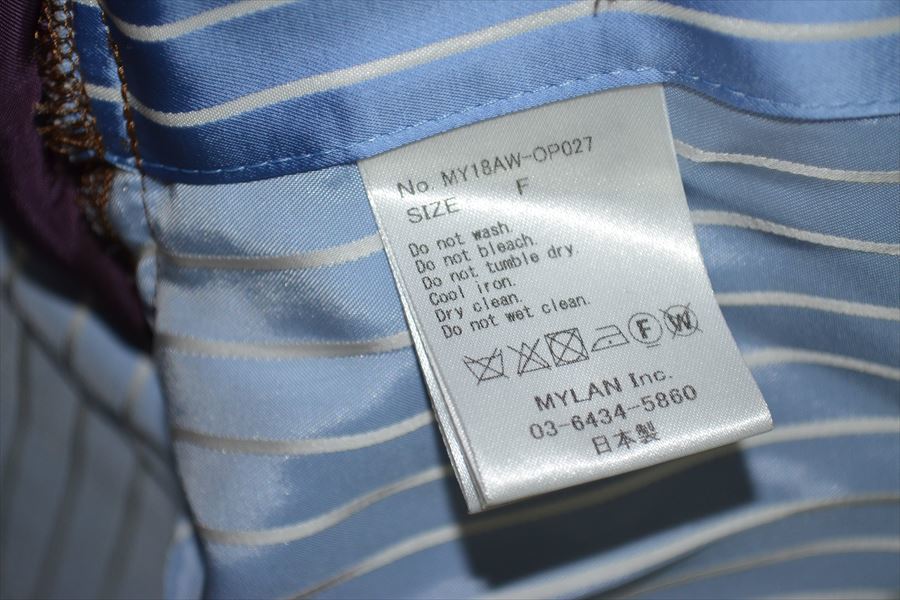 No. MY18AW-OP027
SIZE F
Do not wash.
Do not bleach.
Do not tumble dry.
Cool iron.
Dry clean.
Do not wet clean.
F W
MYLAN Inc.
03-6434-5860
日本製